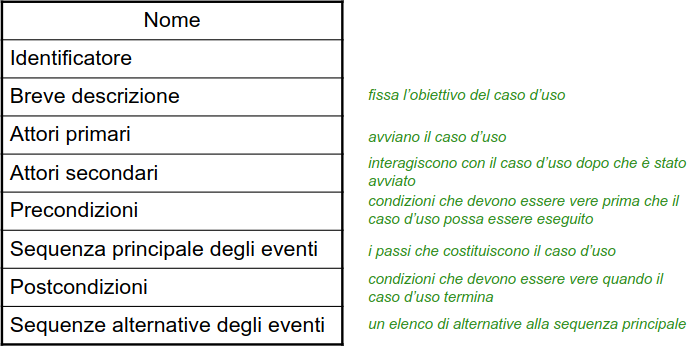 Nome
Identificatore
Breve descrizione
fissa l’obiettivo del caso d’uso
Attori primari
avviano il caso d’uso
Attori secondari
interagiscono con il caso d’uso dopo che è stato
avviato
Precondizioni
condizioni che devono essere vere prima che il
caso d’uso possa essere eseguito
Sequenza principale degli eventi
i passi che costituiscono il caso d’uso
Postcondizioni
condizioni che devono essere vere quando il
caso d’uso termina
Sequenze alternative degli eventi
un elenco di alternative alla sequenza principale